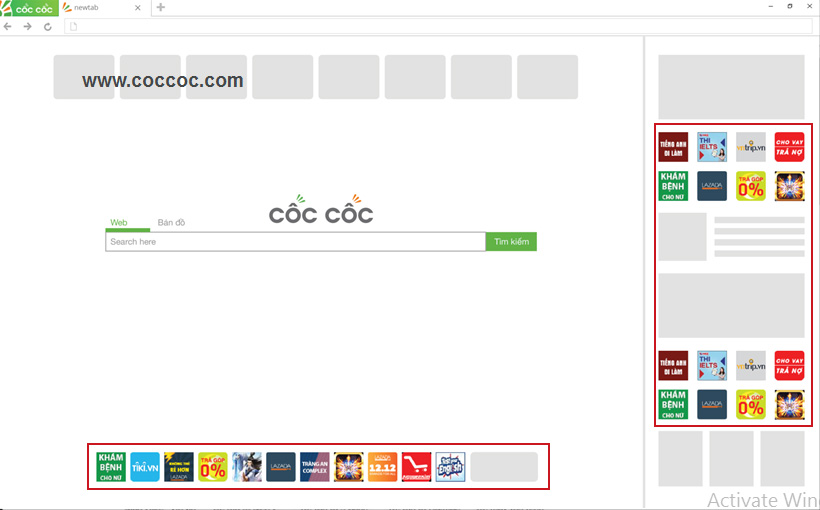 cốc cốc
newtab
www.coccoc.com
cốc cốc
Web Bản đồ
Search here Tìm kiếm
TIẾNG ANH ĐI LÀM
THI IELTS
vntrip.vn
CHO VAY TRẢ NỢ
KHÁM BỆNH CHO NỮ
LAZADA
TRẢ GÓP 0%
TIẾNG ANH ĐI LÀM
THI IELTS
vntrip.vn
CHO VAY TRẢ NỢ
KHÁM BỆNH CHO NỮ
LAZADA
TRẢ GÓP 0%
KHÁM BỆNH CHO NỮ
TIKI.VN
KHÔNG THỂ RẺ HƠN LAZADA
TRẢ GÓP 0%
LAZADA
TRÀNG AN COMPLEX
LAZADA 12.12
Activate Win